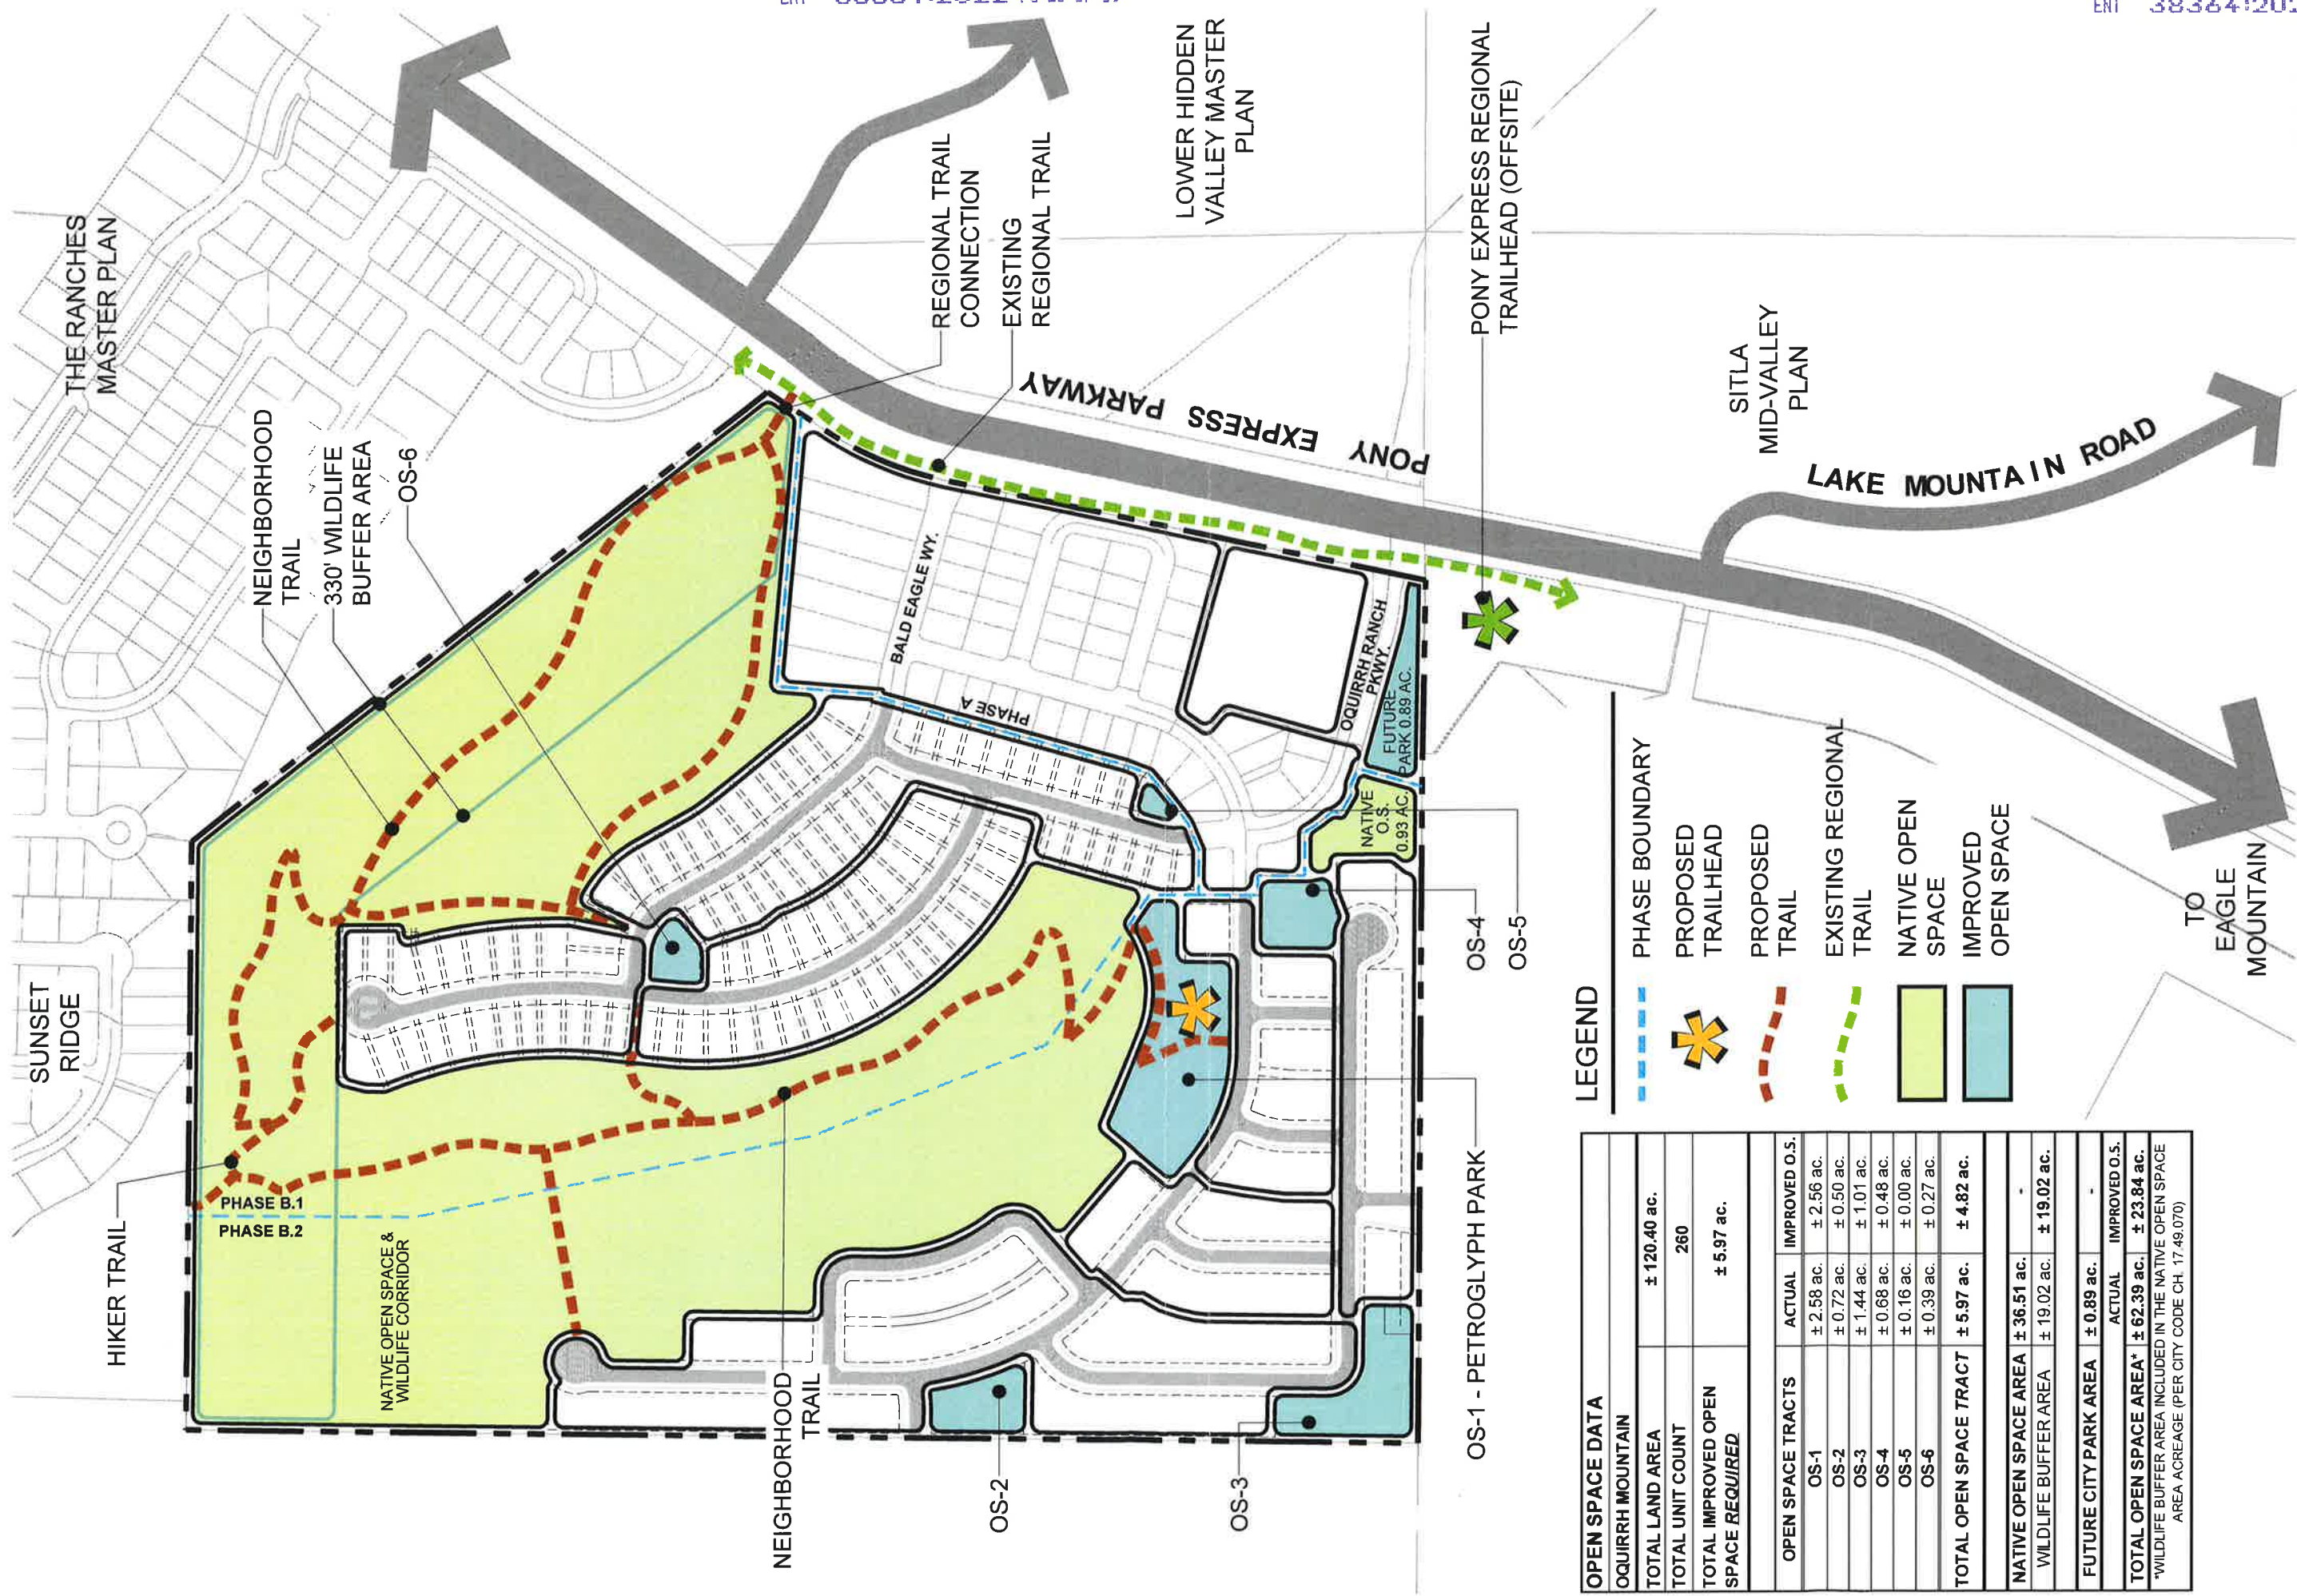 THE RANCHES
MASTER PLAN
NEIGHBORHOOD
TRAIL
330' WILDLIFE
BUFFER AREA
OS-6
SUNSET
RIDGE
HIKER TRAIL
PHASE B.1
PHASE B.2
NATIVE OPEN SPACE &
WILDLIFE CORRIDOR
NEIGHBORHOOD
TRAIL
OS-2
OS-3
OS-1 - PETROGLYPH PARK
OS-4
OS-5
NATIVE
O.S.
0.93 AC.
FUTURE
PARK 0.89 AC.
OQUIRRH RANCH
PKWY.
PHASE A
BALD EAGLE WY.
REGIONAL TRAIL
CONNECTION
EXISTING
REGIONAL TRAIL
PONY EXPRESS PARKWAY
LOWER HIDDEN
VALLEY MASTER
PLAN
PONY EXPRESS REGIONAL
TRAILHEAD (OFFSITE)
SITLA
MID-VALLEY
PLAN
LAKE MOUNTAIN ROAD
TO
EAGLE
MOUNTAIN
LEGEND
PHASE BOUNDARY
PROPOSED
TRAILHEAD
PROPOSED
TRAIL
EXISTING REGIONAL
TRAIL
NATIVE OPEN
SPACE
IMPROVED
OPEN SPACE
OPEN SPACE DATA
OQUIRRH MOUNTAIN
TOTAL LAND AREA ± 120.40 ac.
TOTAL UNIT COUNT 260
TOTAL IMPROVED OPEN
SPACE REQUIRED ± 5.97 ac.
OPEN SPACE TRACTS ACTUAL IMPROVED O.S.
OS-1 ± 2.58 ac. ± 2.56 ac.
OS-2 ± 0.72 ac. ± 0.50 ac.
OS-3 ± 1.44 ac. ± 1.01 ac.
OS-4 ± 0.68 ac. ± 0.48 ac.
OS-5 ± 0.16 ac. ± 0.00 ac.
OS-6 ± 0.39 ac. ± 0.27 ac.
TOTAL OPEN SPACE TRACT ± 5.97 ac. ± 4.82 ac.
NATIVE OPEN SPACE AREA ± 36.51 ac. -
WILDLIFE BUFFER AREA ± 19.02 ac. ± 19.02 ac.
FUTURE CITY PARK AREA ± 0.89 ac. -
ACTUAL IMPROVED O.S.
TOTAL OPEN SPACE AREA* ± 62.39 ac. ± 23.84 ac.
*WILDLIFE BUFFER AREA INCLUDED IN THE NATIVE OPEN SPACE
AREA ACREAGE (PER CITY CODE CH. 17.49.070)
ENT